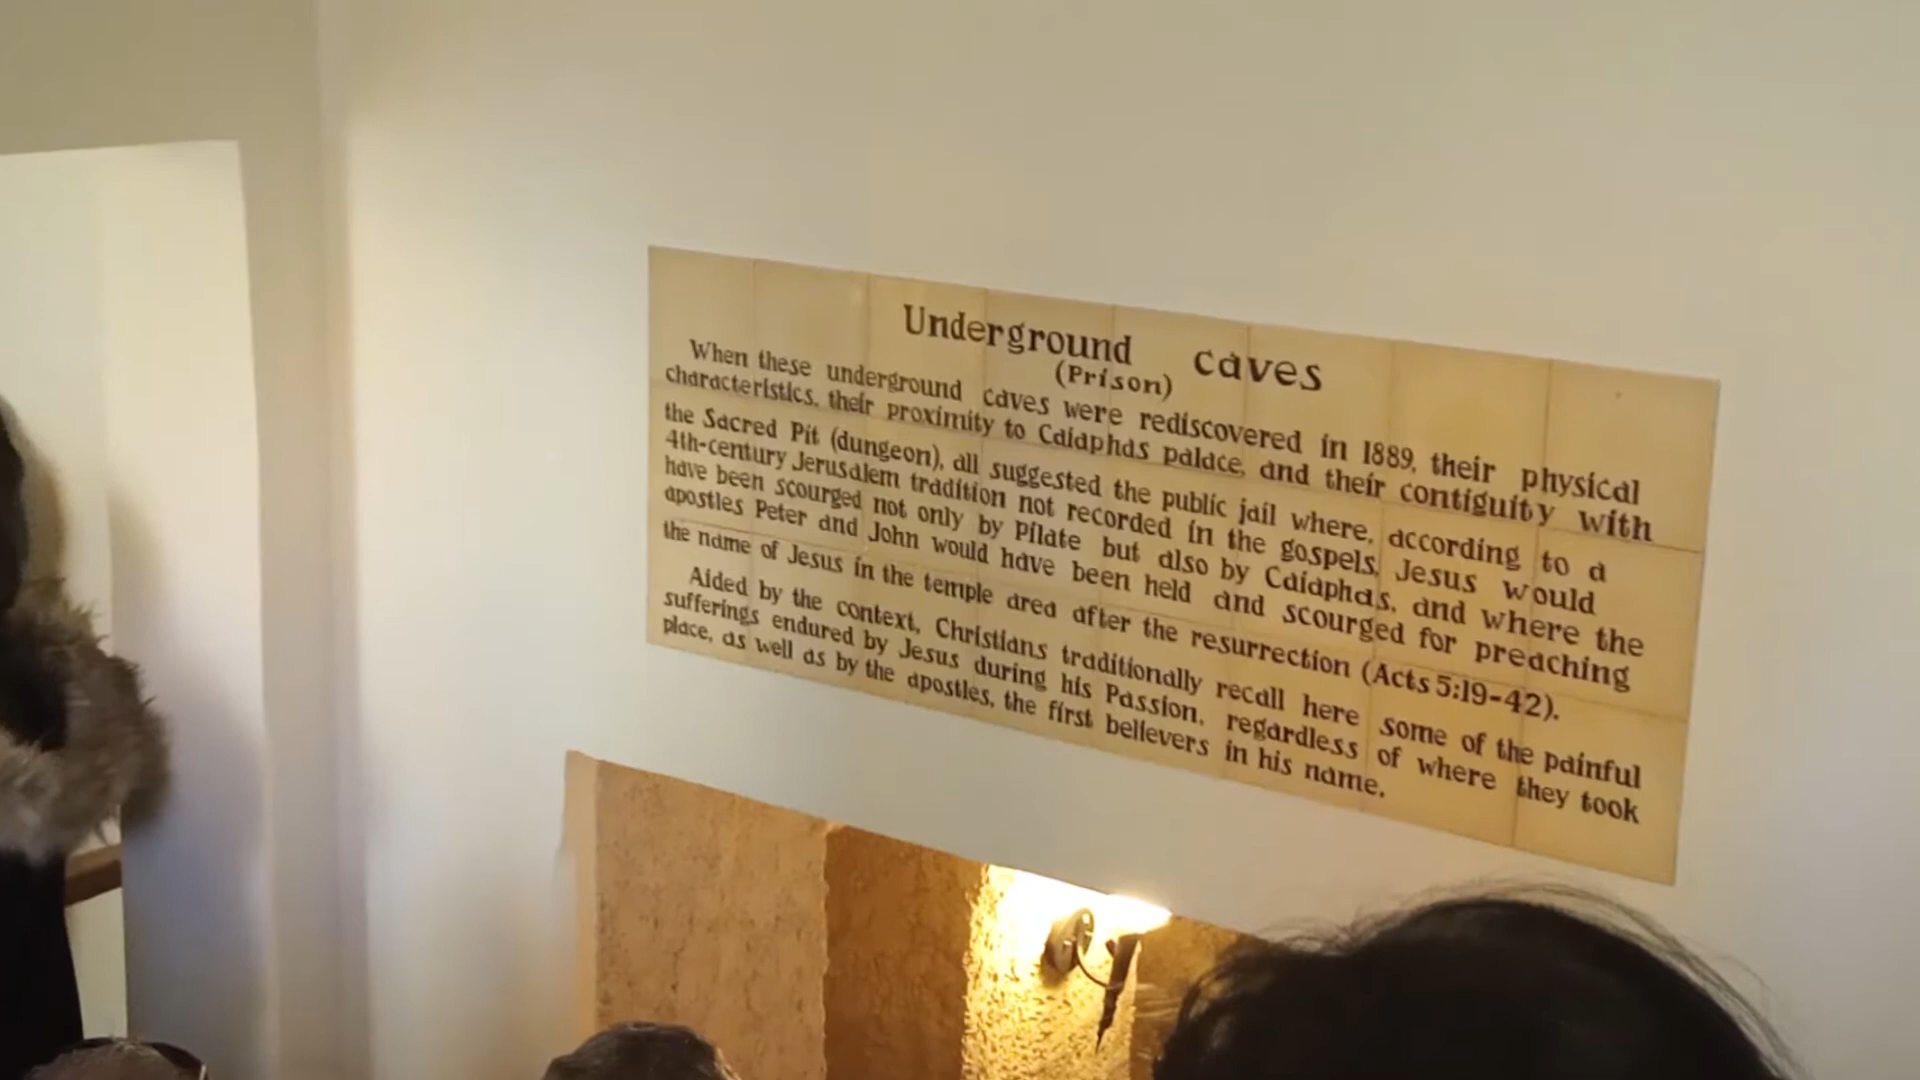 Underground caves
(Prison)
When these underground caves were rediscovered in 1889, their physical
characteristics, their proximity to Caiaphas palace, and their contiguity with
the Sacred Pit (dungeon), all suggested the public jail where, according to a
4th-century Jerusalem tradition not recorded in the gospels, Jesus would
have been scourged not only by Pilate but also by Caiaphas, and where the
apostles Peter and John would have been held and scourged for preaching
the name of Jesus in the temple area after the resurrection (Acts 5:19-42).
Aided by the context, Christians traditionally recall here some of the painful
sufferings endured by Jesus during his Passion, regardless of where they took
place, as well as by the apostles, the first believers in his name.